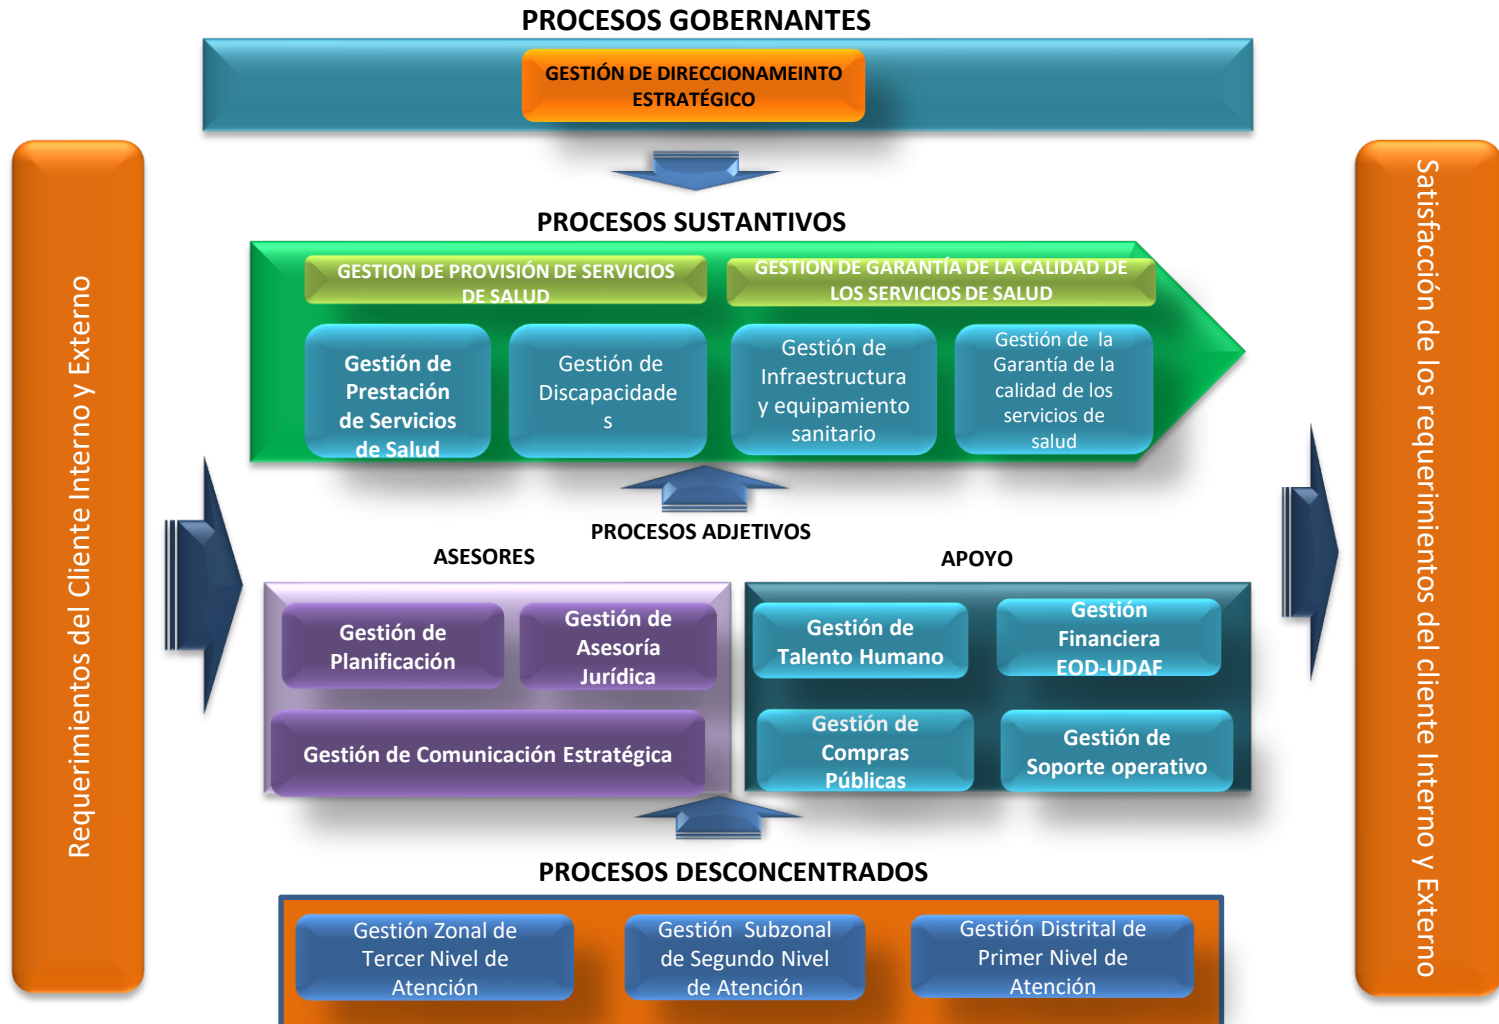 PROCESOS GOBERNANTES
GESTIÓN DE DIRECCIONAMEINTO
ESTRATÉGICO
Requerimientos del Cliente Interno y Externo
PROCESOS SUSTANTIVOS
GESTION DE PROVISIÓN DE SERVICIOS
DE SALUD
GESTION DE GARANTÍA DE LA CALIDAD DE
LOS SERVICIOS DE SALUD
Gestión de
Prestación
de Servicios
de Salud
Gestión de
Discapacidade
s
Gestión de
Infraestructura
y equipamiento
sanitario
Gestión de la
Garantía de la
calidad de los
servicios de
salud
PROCESOS ADJETIVOS
ASESORES
Gestión de
Planificación
Gestión de
Asesoría
Jurídica
Gestión de Comunicación Estratégica
APOYO
Gestión de
Talento Humano
Gestión
Financiera
EOD-UDAF
Gestión de
Compras
Públicas
Gestión de
Soporte operativo
PROCESOS DESCONCENTRADOS
Gestión Zonal de
Tercer Nivel de
Atención
Gestión Subzonal
de Segundo Nivel
de Atención
Gestión Distrital de
Primer Nivel de
Atención
Satisfacción de los requerimientos del cliente Interno y Externo